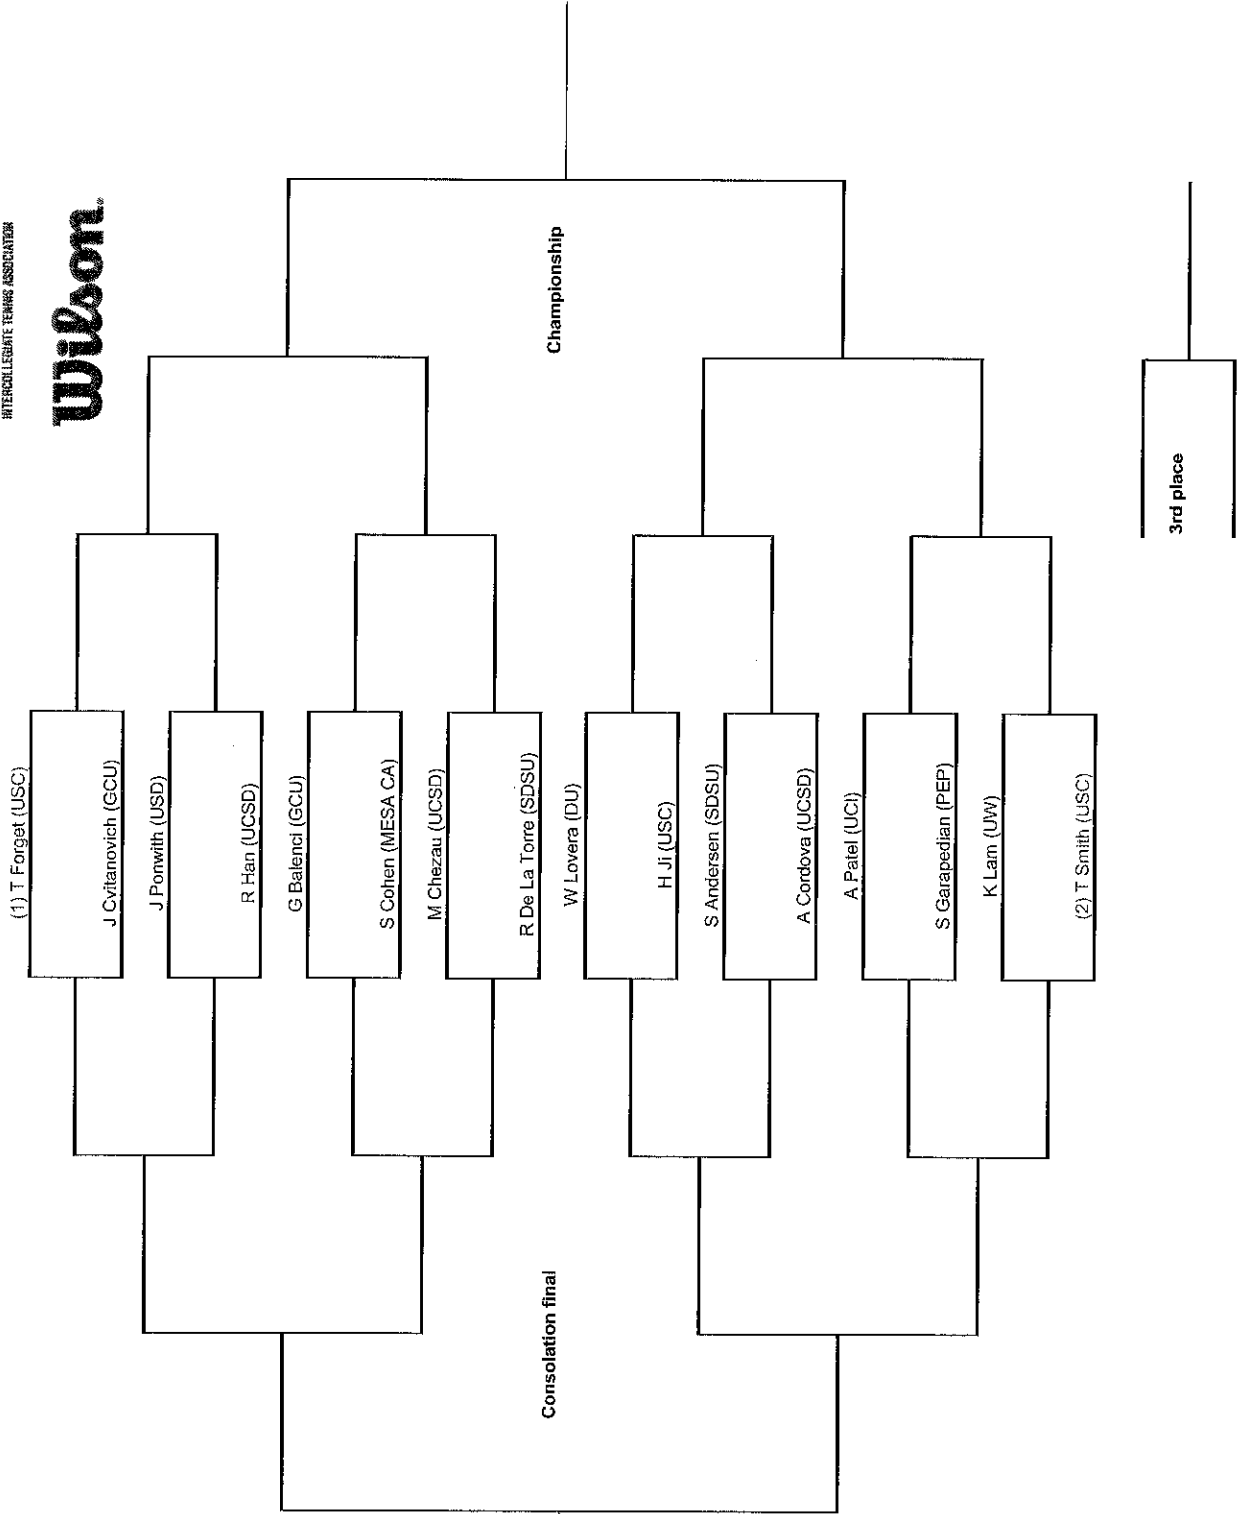 INTERCOLLEGIATE TENNIS ASSOCIATION
Wilson
(1) T Forget (USC)
J Cvitanovich (GCU)
J Ponwith (USD)
R Han (UCSD)
G Balenci (GCU)
S Cohen (MESA CA)
M Chezau (UCSD)
R De La Torre (SDSU)
W Lovera (DU)
H Ji (USC)
S Andersen (SDSU)
A Cordova (UCSD)
A Patel (UCI)
S Garapedian (PEP)
K Lam (UW)
(2) T Smith (USC)
Consolation final
Championship
3rd place